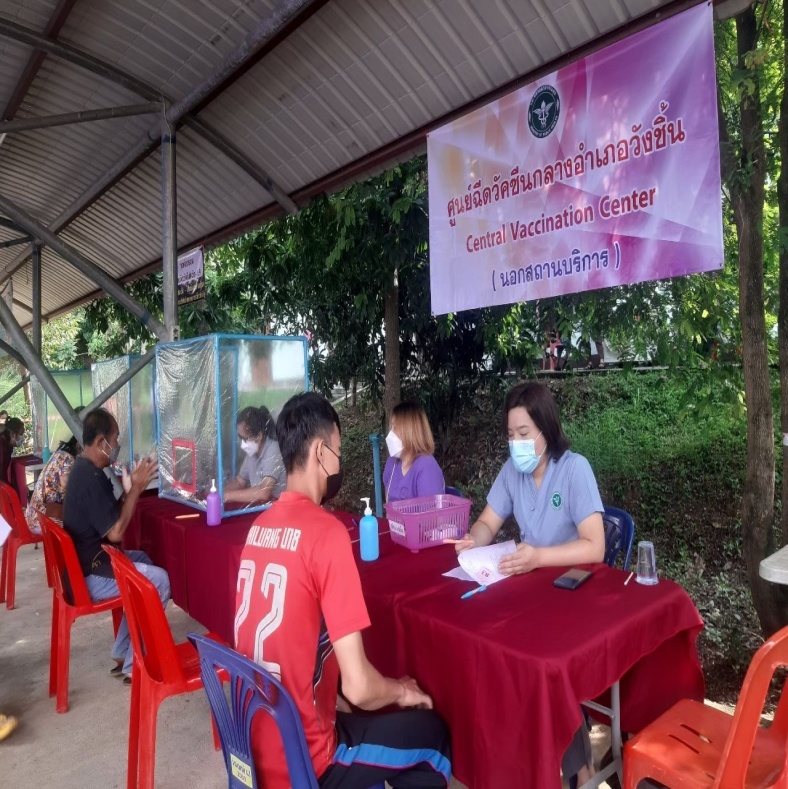 ศูนย์ฉีดวัคซีนกลางอำเภอวังชิ้น
Central Vaccination Center
( นอกสถานบริการ )
22